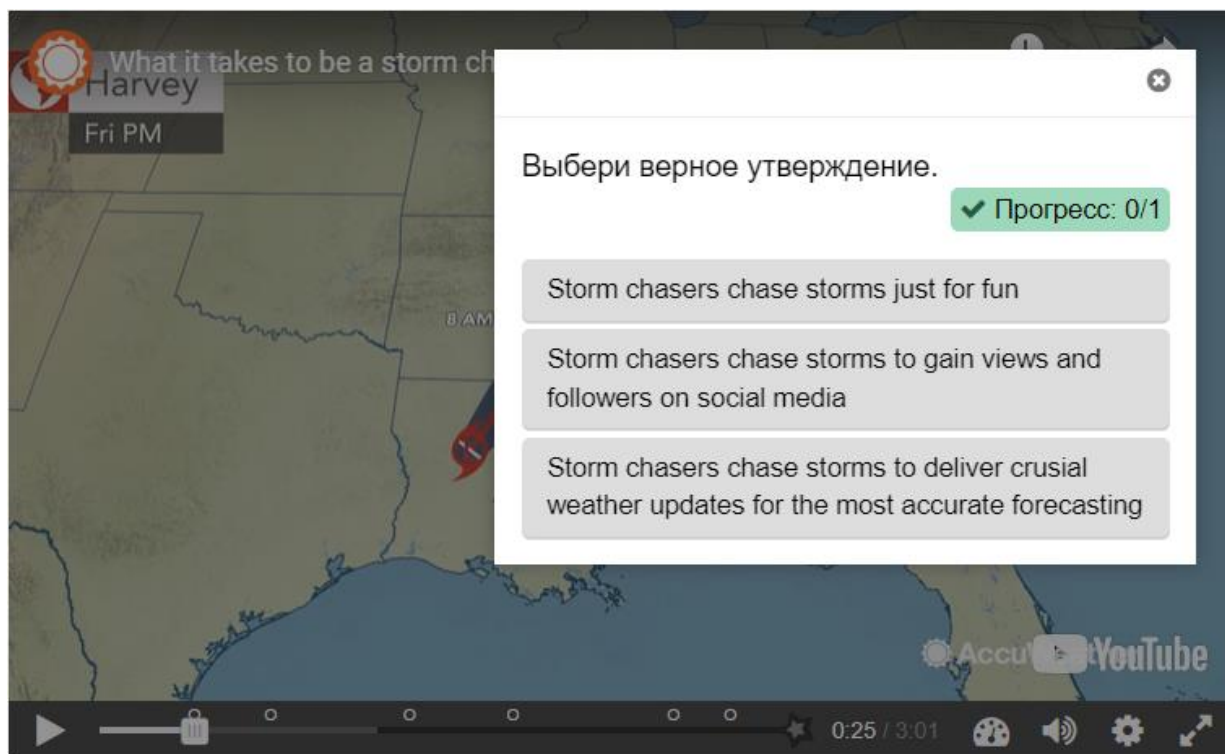 What it takes to be a storm ch
Harvey
Fri PM
8 AM
Выбери верное утверждение.
✔ Прогресс: 0/1
Storm chasers chase storms just for fun
Storm chasers chase storms to gain views and
followers on social media
Storm chasers chase storms to deliver crusial
weather updates for the most accurate forecasting
YouTube
0:25 / 3:01